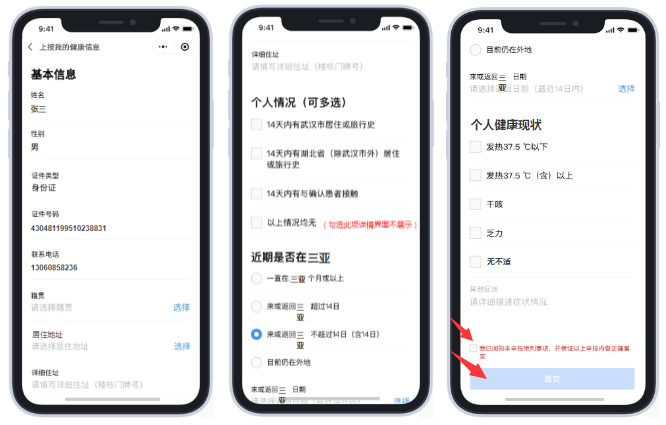 9:41
上报我的健康信息
基本信息
姓名
张三
性别
男
证件类型
身份证
证件号码
430481199510238831
联系电话
13060858236
籍贯
请选择籍贯
选择
居住地址
请选择居住地址
选择
详细住址
请填写详细住址（楼栋门牌号）
9:41
详细住址
请填写详细住址（楼栋门牌号）
个人情况（可多选）
14天内有武汉市居住或旅行史
14天内有湖北省（除武汉市外）居住
或旅行史
14天内有与确认患者接触
以上情况均无
（勾选此项详情界面不展示）
近期是否在三亚
一直在三亚个月或以上
来或返回三亚 超过14日
来或返回三亚 不超过14日（含14日）
目前仍在外地
来或返回三亚 日期
选择
9:41
目前仍在外地
来或返回三亚 日期
请选择返回日期（最近14日内）
选择
个人健康现状
发热37.5 ℃以下
发热37.5 ℃（含）以上
干咳
乏力
无不适
其他症状
请详细描述症状情况
我已阅知本申报所列事项，并保证以上申报内容正确属
实
提交